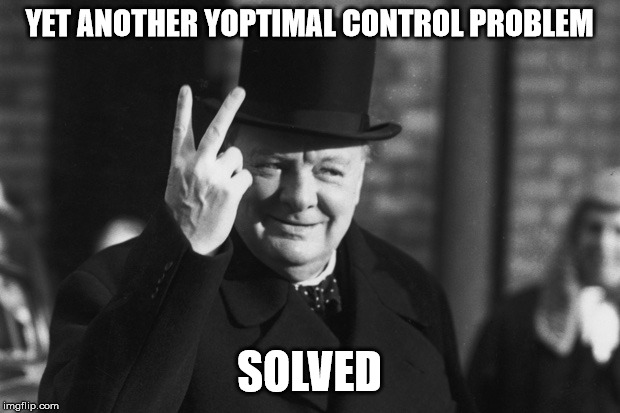 YET ANOTHER YOPTIMAL CONTROL PROBLEM
SOLVED
imgflip.com